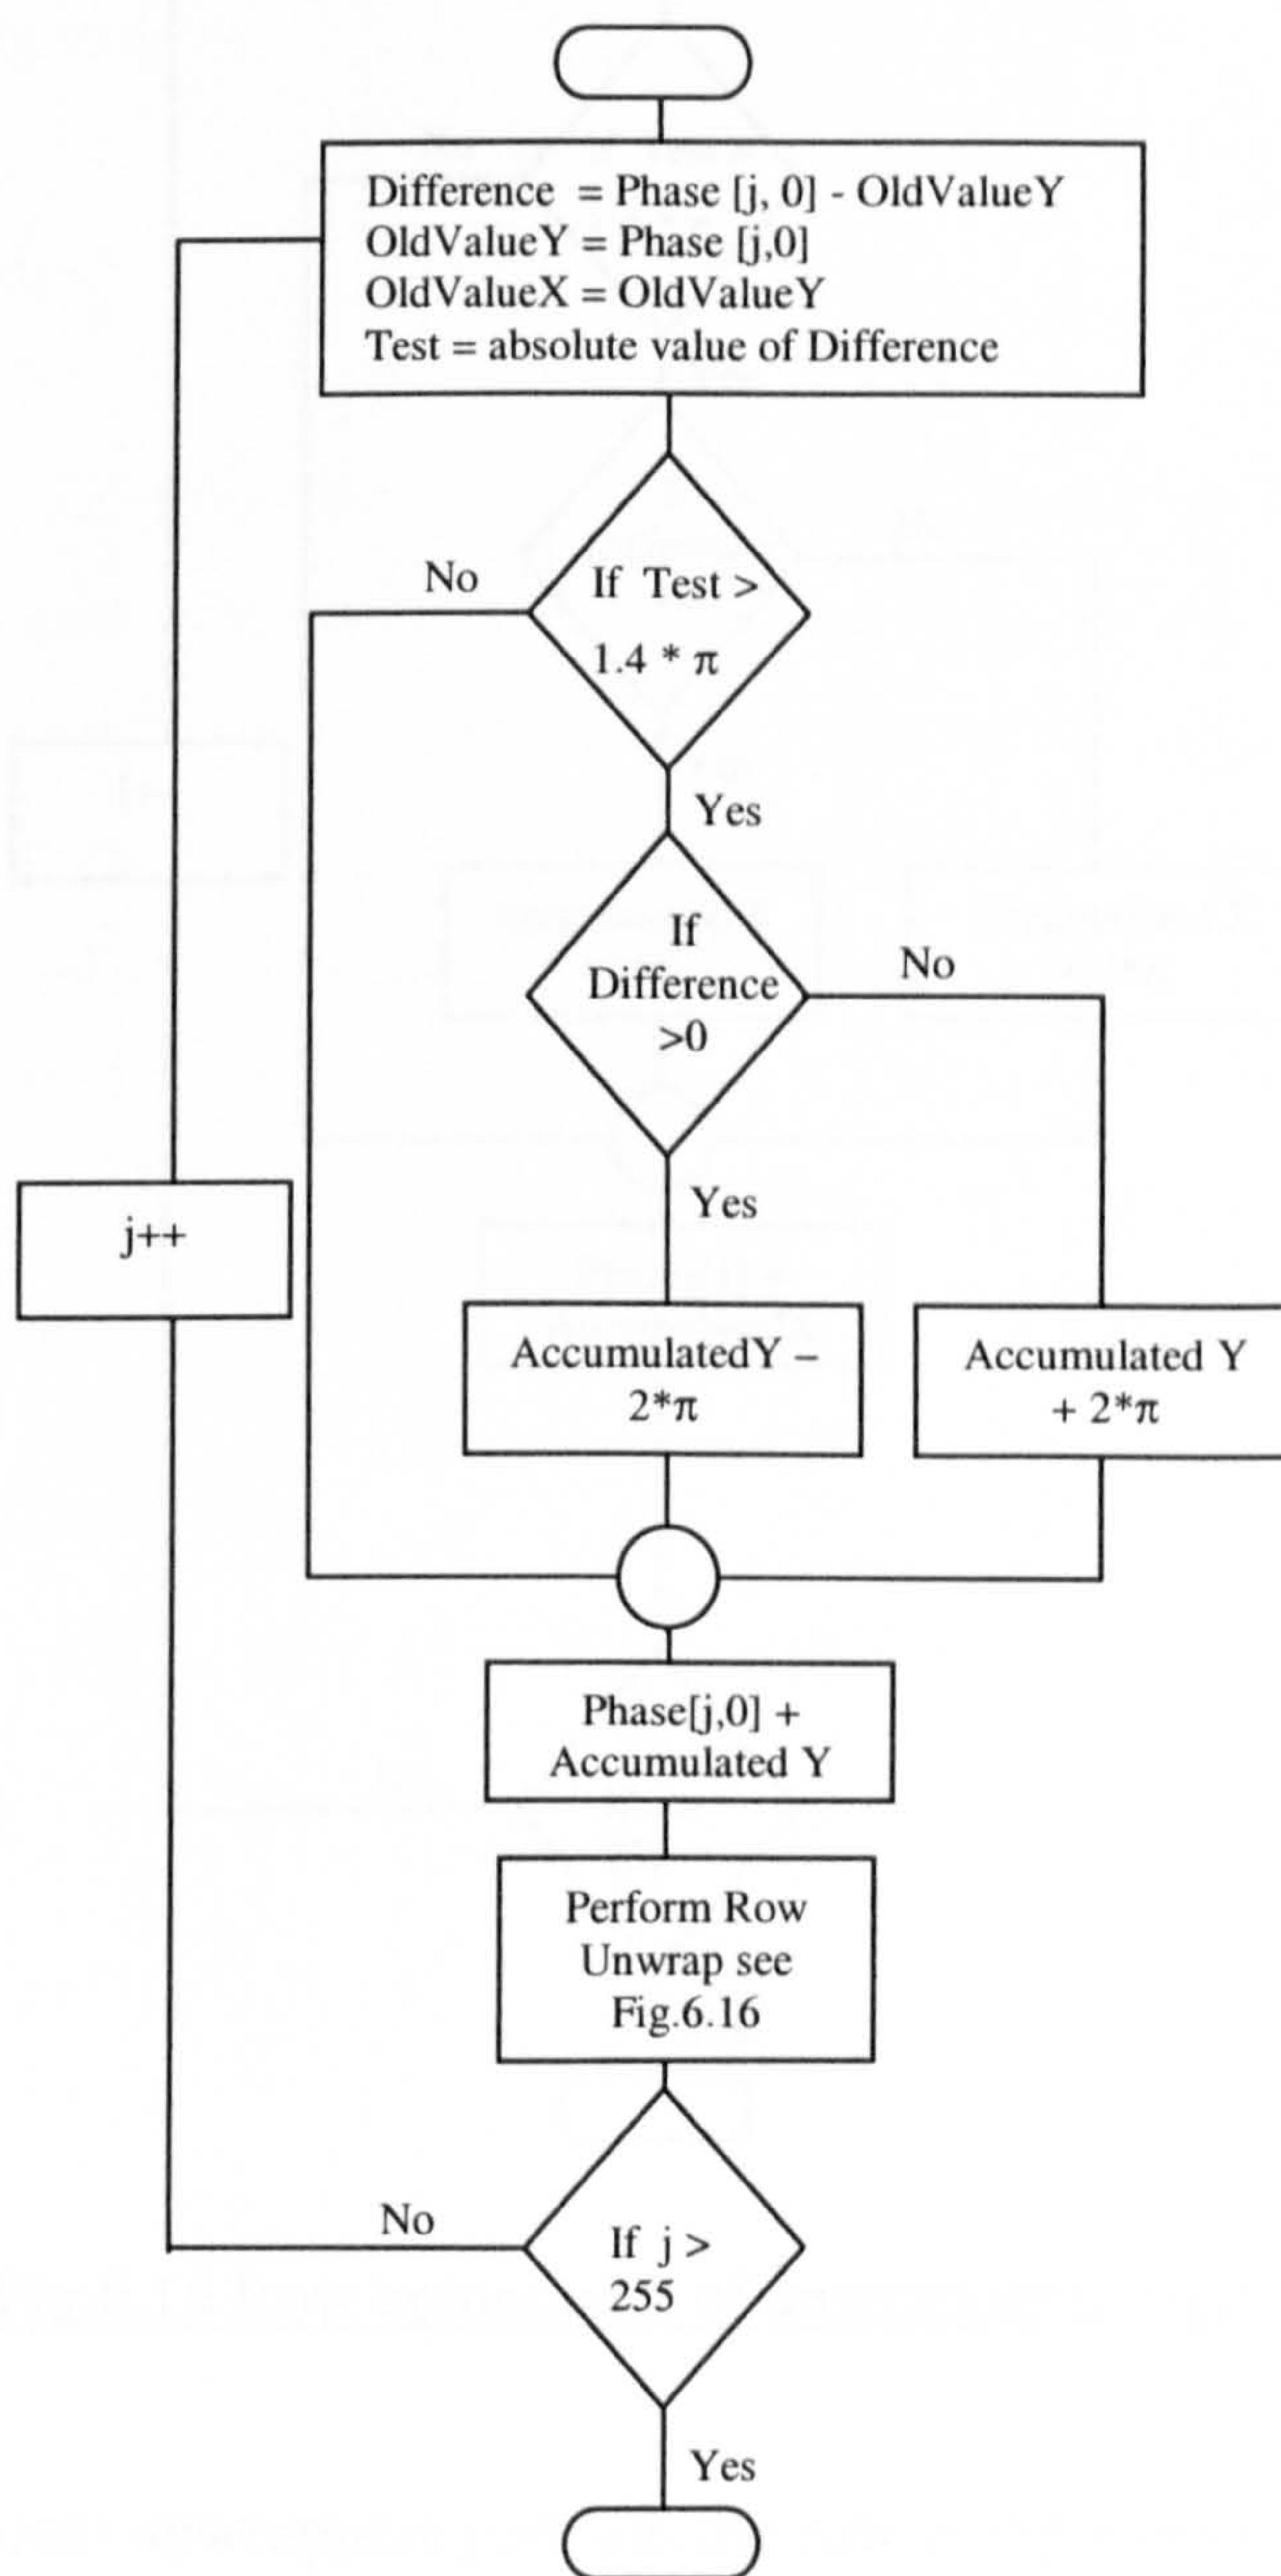 Difference = Phase [j, 0] - OldValueY
OldValueY = Phase [j,0]
OldValueX = OldValueY
Test = absolute value of Difference
No
If Test >
1.4 * π
Yes
If
Difference
>0
No
Yes
j++
AccumulatedY –
2*π
Accumulated Y
+ 2*π
Phase[j,0] +
Accumulated Y
Perform Row
Unwrap see
Fig.6.16
No
If j >
255
Yes